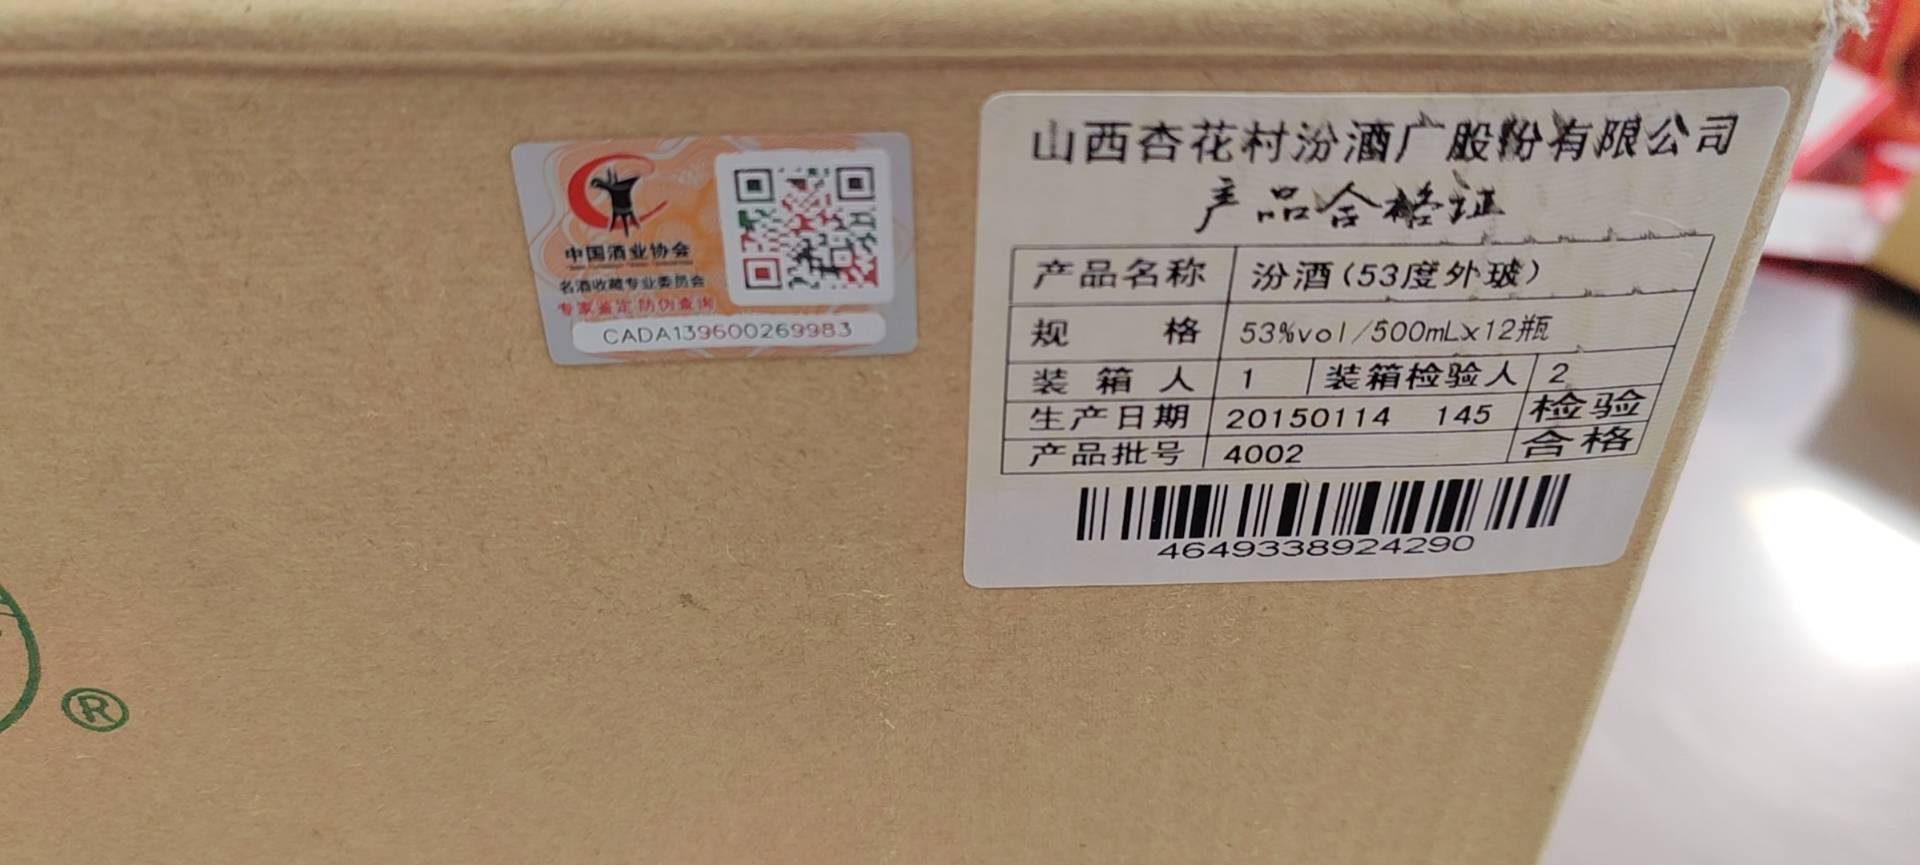 中国酒业协会
名酒收藏专业委员会
专家鉴定 防伪查询
CADA139600269983
山西杏花村汾酒厂股份有限公司
产品合格证
产品名称 汾酒(53度外玻)
规 格 53%vol/500mLx12瓶
装 箱 人 1 装箱检验人 2
生产日期 20150114 145 检验
产品批号 4002 合格
4649338924290
®